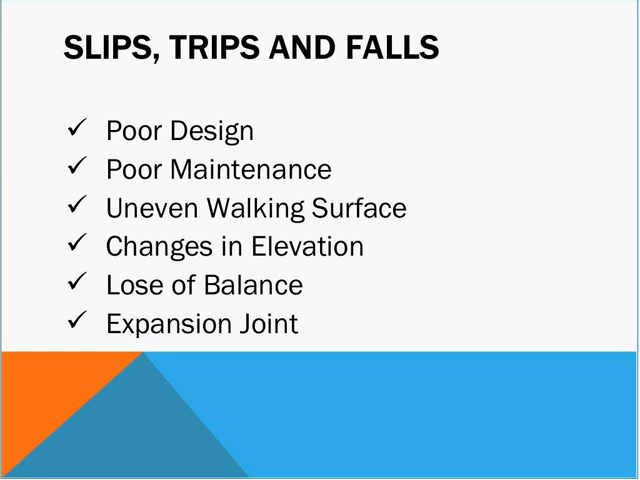 SLIPS, TRIPS AND FALLS
✓ Poor Design
✓ Poor Maintenance
✓ Uneven Walking Surface
✓ Changes in Elevation
✓ Lose of Balance
✓ Expansion Joint